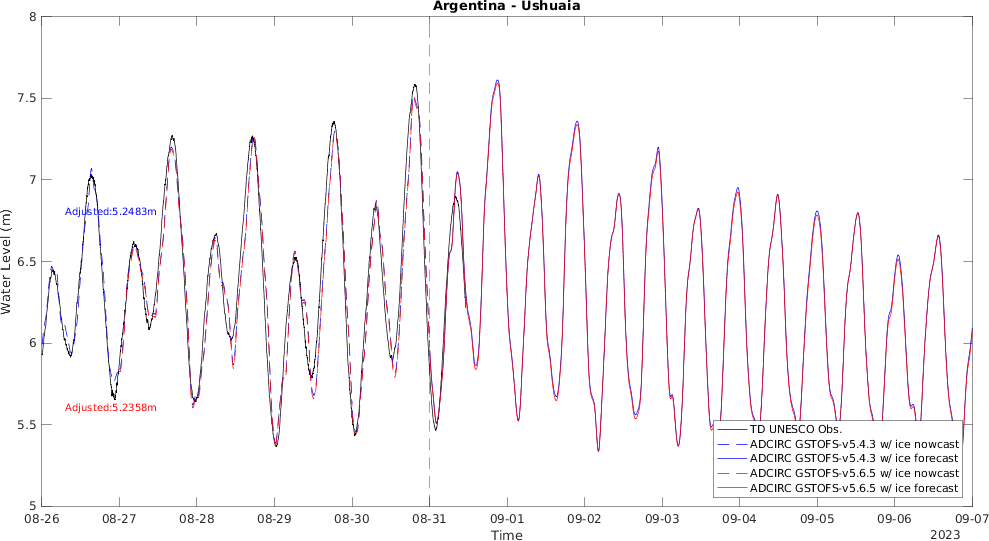 Argentina - Ushuaia
8
7.5
7
6.5
6
5.5
5
Water Level (m)
Adjusted:5.2483m
Adjusted:5.2358m
TD UNESCO Obs.
ADCIRC GSTOFS-v5.4.3 w/ ice nowcast
ADCIRC GSTOFS-v5.4.3 w/ ice forecast
ADCIRC GSTOFS-v5.6.5 w/ ice nowcast
ADCIRC GSTOFS-v5.6.5 w/ ice forecast
08-26 08-27 08-28 08-29 08-30 08-31 09-01 09-02 09-03 09-04 09-05 09-06 09-07
Time
2023